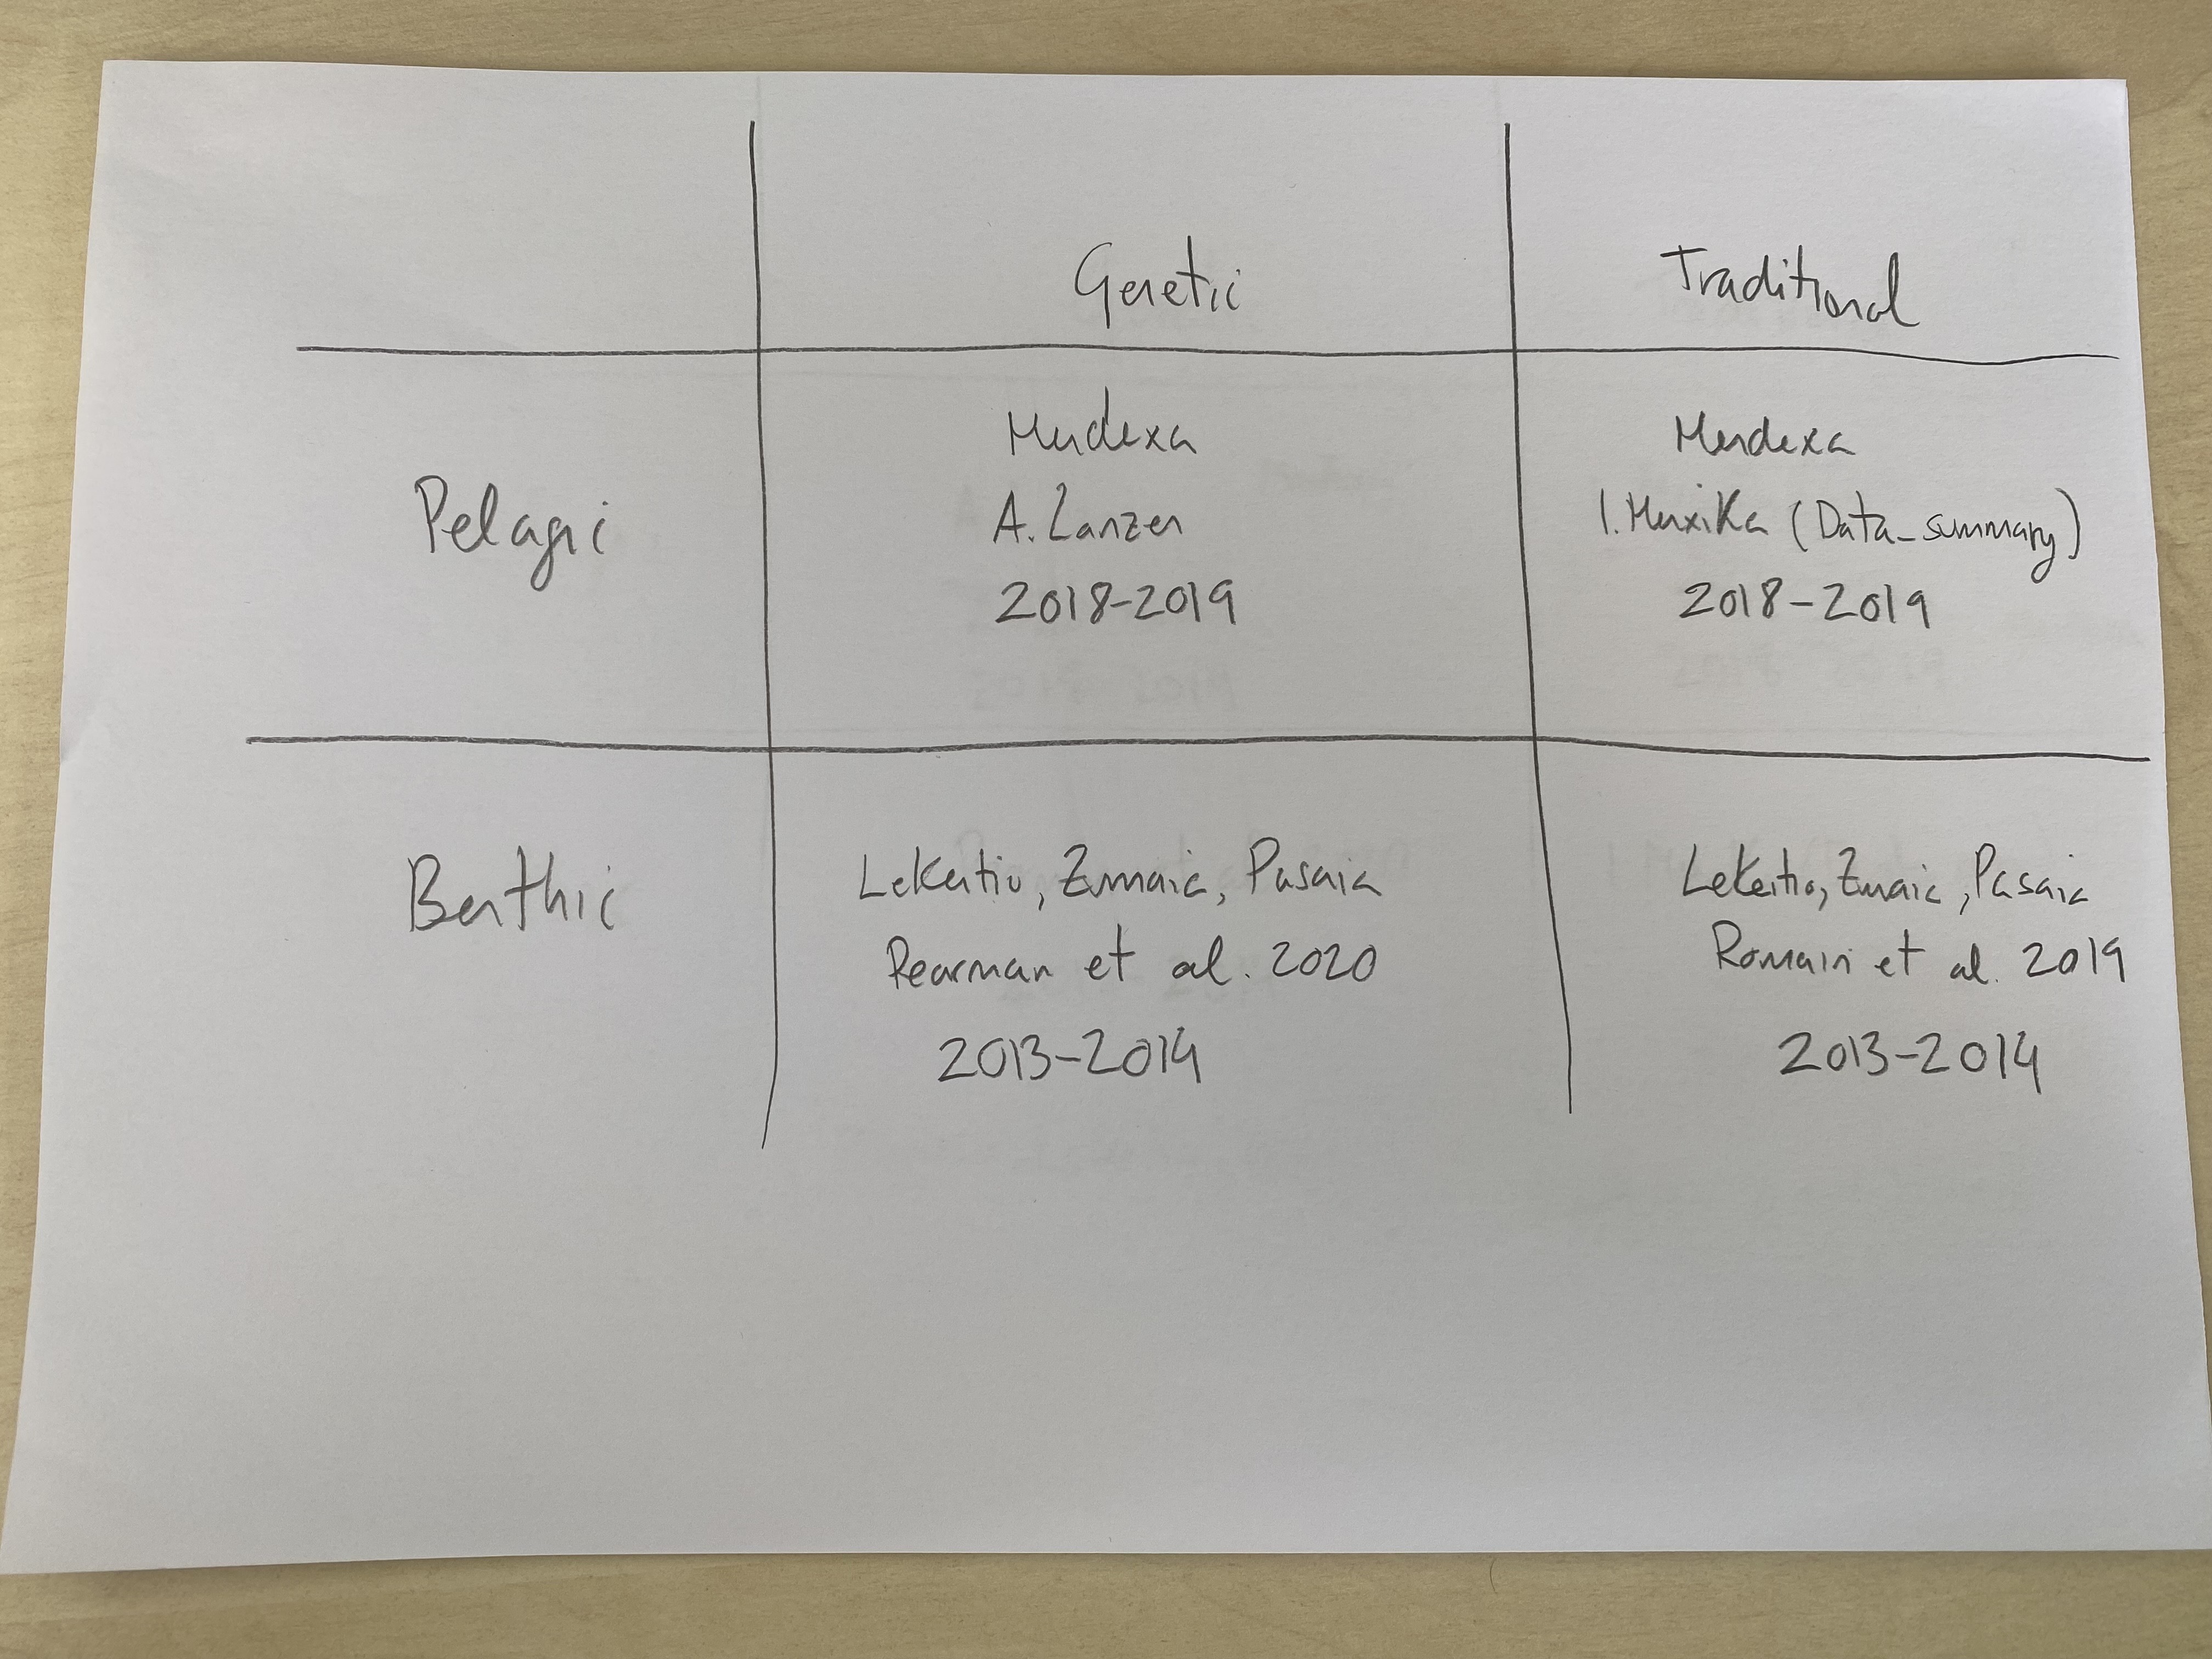 Genetic
Traditional
Pelagic
Mendexa
A. Lanzen
2018-2019
Mendexa
I. Muxika (Data_summary)
2018-2019
Benthic
Lekeitio, Zumaia, Pasaia
Pearman et al. 2020
2013-2014
Lekeitio, Zumaia, Pasaia
Romain et al. 2019
2013-2014